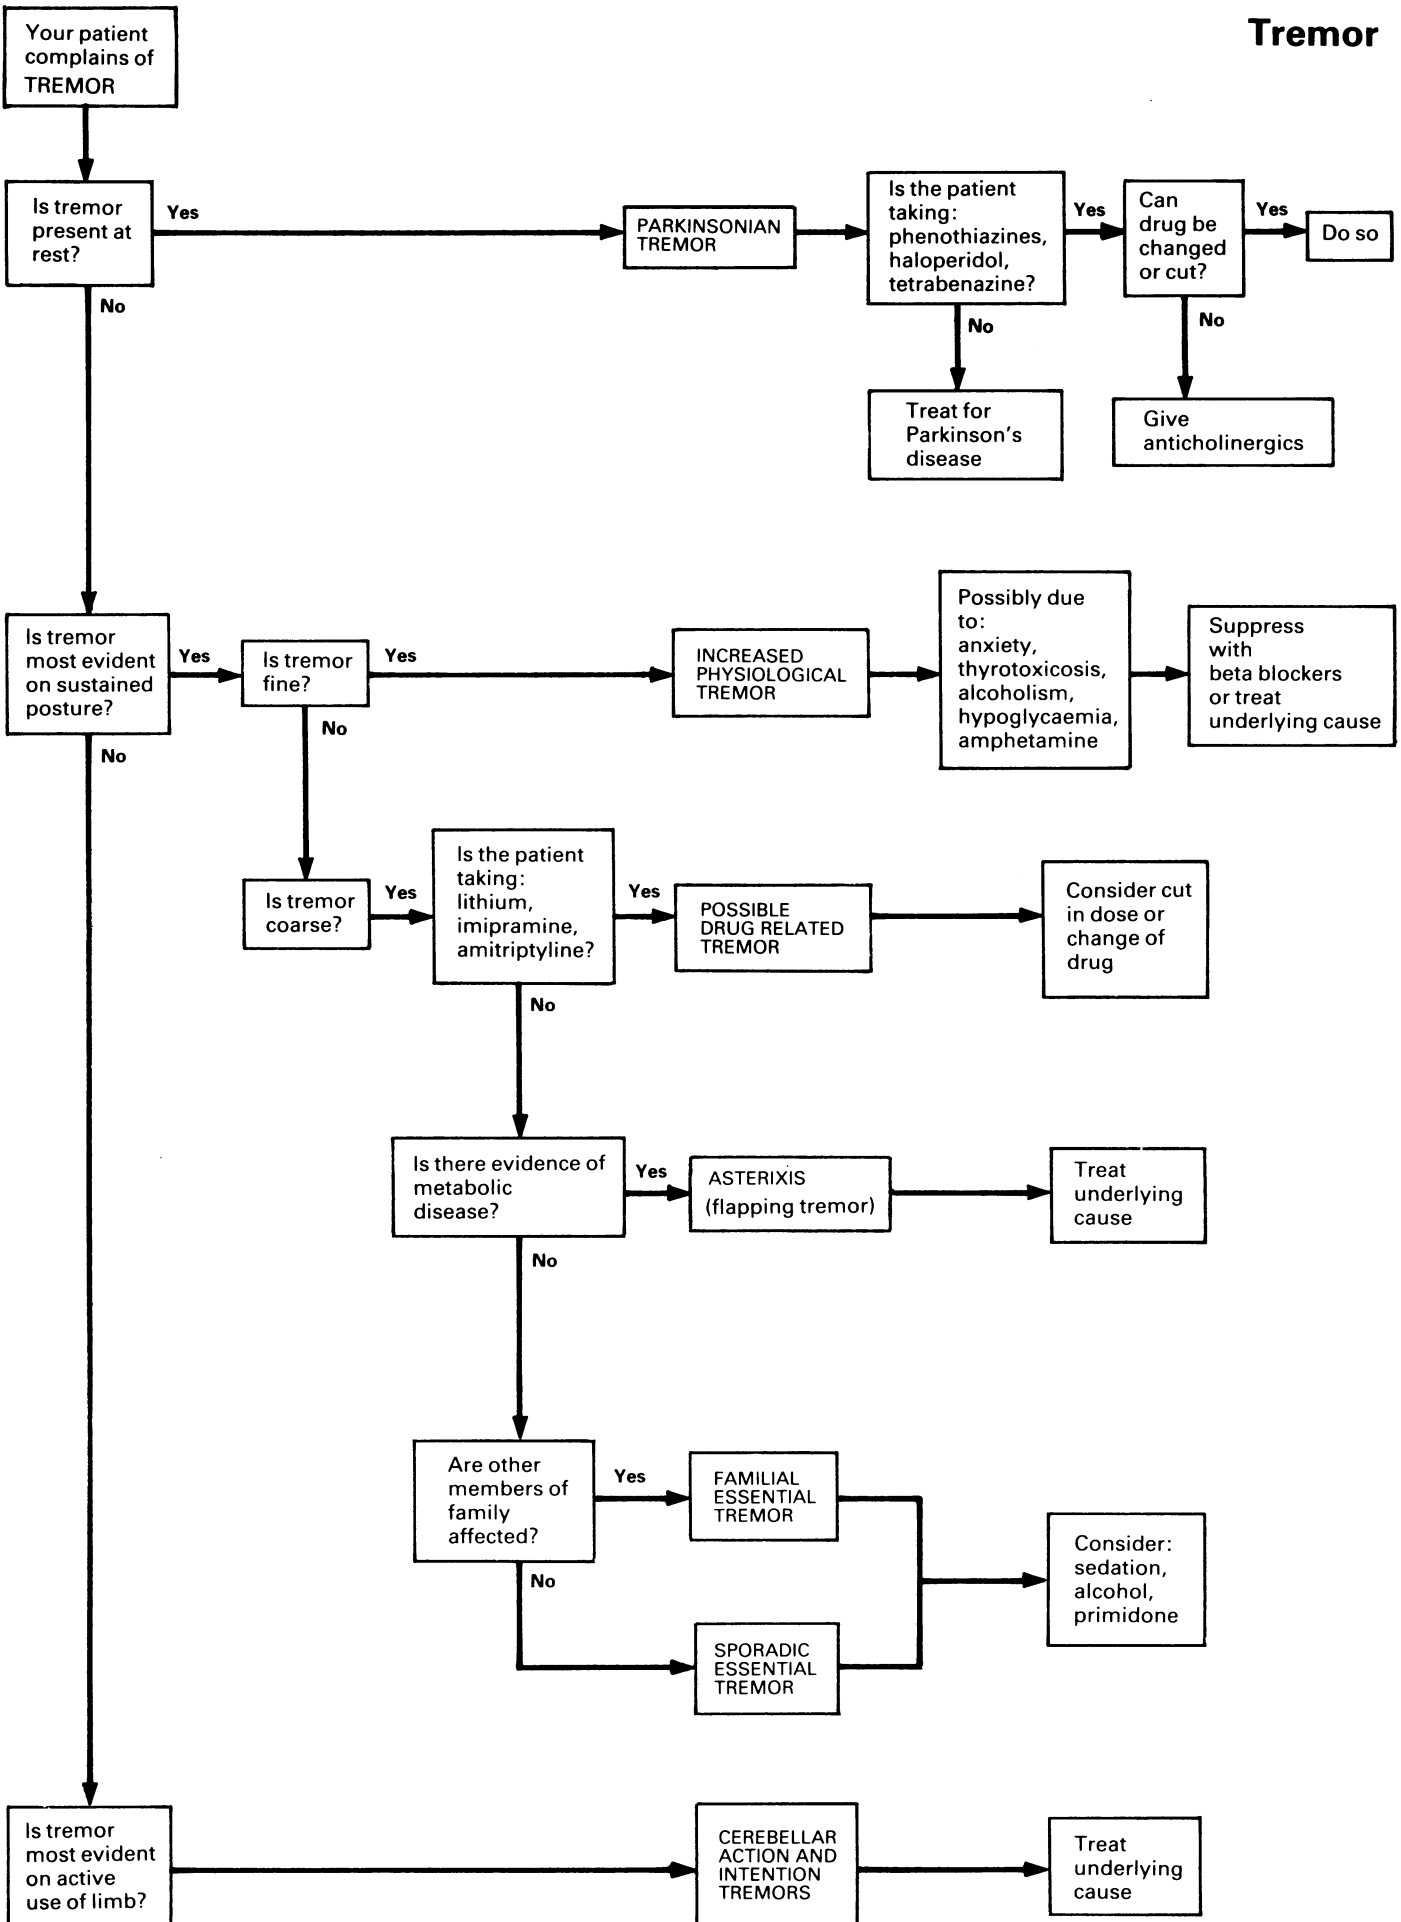 Tremor
Your patient
complains of
TREMOR
Is tremor
present at
rest?
Yes
No
PARKINSONIAN
TREMOR
Is the patient
taking:
phenothiazines,
haloperidol,
tetrabenazine?
Yes
No
Can
drug be
changed
or cut?
Yes
No
Do so
Treat for
Parkinson's
disease
Give
anticholinergics
Is tremor
most evident
on sustained
posture?
Yes
No
Is tremor
fine?
Yes
No
INCREASED
PHYSIOLOGICAL
TREMOR
Possibly due
to:
anxiety,
thyrotoxicosis,
alcoholism,
hypoglycaemia,
amphetamine
Suppress
with
beta blockers
or treat
underlying cause
Is tremor
coarse?
Yes
Is the patient
taking:
lithium,
imipramine,
amitriptyline?
Yes
No
POSSIBLE
DRUG RELATED
TREMOR
Consider cut
in dose or
change of
drug
Is there evidence of
metabolic
disease?
Yes
No
ASTERIXIS
(flapping tremor)
Treat
underlying
cause
Are other
members of
family
affected?
Yes
No
FAMILIAL
ESSENTIAL
TREMOR
SPORADIC
ESSENTIAL
TREMOR
Consider:
sedation,
alcohol,
primidone
Is tremor
most evident
on active
use of limb?
CEREBELLAR
ACTION AND
INTENTION
TREMORS
Treat
underlying
cause